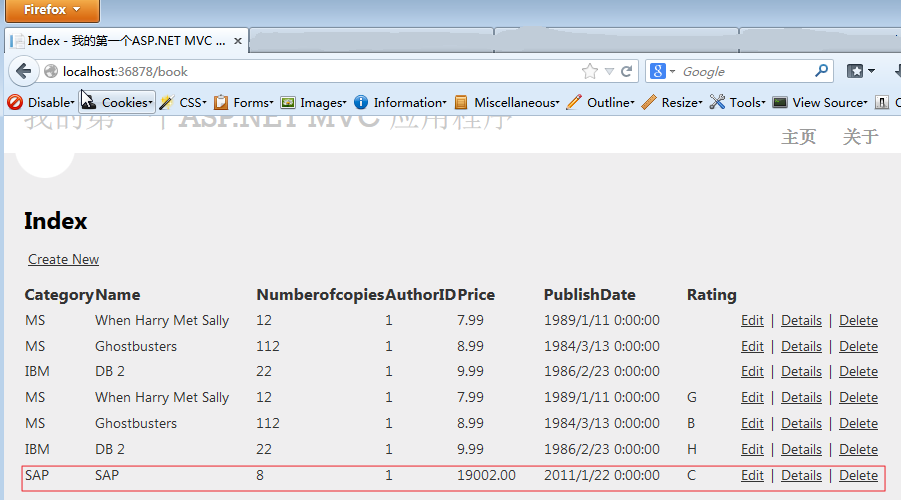 Firefox
Index - 我的第一个ASP.NET MVC ...
localhost:36878/book
Google
Disable Cookies CSS Forms Images Information Miscellaneous Outline Resize Tools View Source
我的第一个 ASP.NET MVC 应用程序
主页 关于
Index
Create New
Category Name Numberofcopies AuthorID Price PublishDate Rating
MS When Harry Met Sally 12 1 7.99 1989/1/11 0:00:00 Edit | Details | Delete
MS Ghostbusters 112 1 8.99 1984/3/13 0:00:00 Edit | Details | Delete
IBM DB 2 22 1 9.99 1986/2/23 0:00:00 Edit | Details | Delete
MS When Harry Met Sally 12 1 7.99 1989/1/11 0:00:00 G Edit | Details | Delete
MS Ghostbusters 112 1 8.99 1984/3/13 0:00:00 B Edit | Details | Delete
IBM DB 2 22 1 9.99 1986/2/23 0:00:00 H Edit | Details | Delete
SAP SAP 8 1 19002.00 2011/1/22 0:00:00 C Edit | Details | Delete